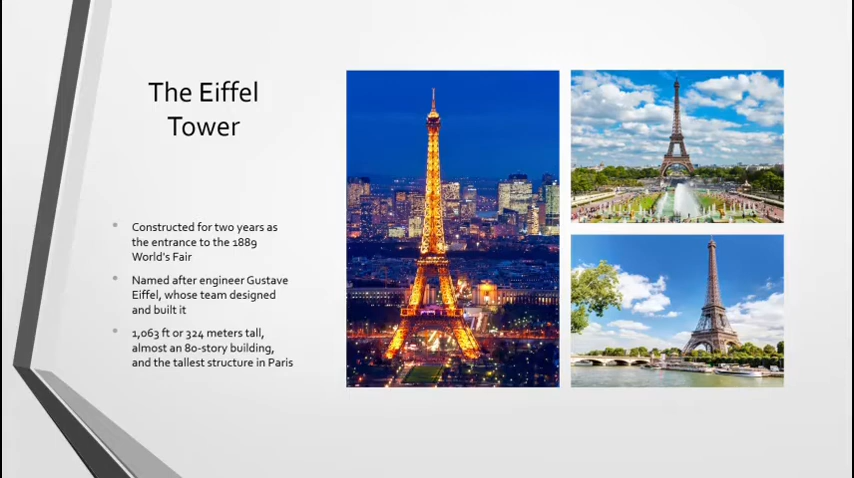 The Eiffel
Tower
Constructed for two years as
the entrance to the 1889
World's Fair
Named after engineer Gustave
Eiffel, whose team designed
and built it
1,063 ft or 324 meters tall,
almost an 80-story building,
and the tallest structure in Paris